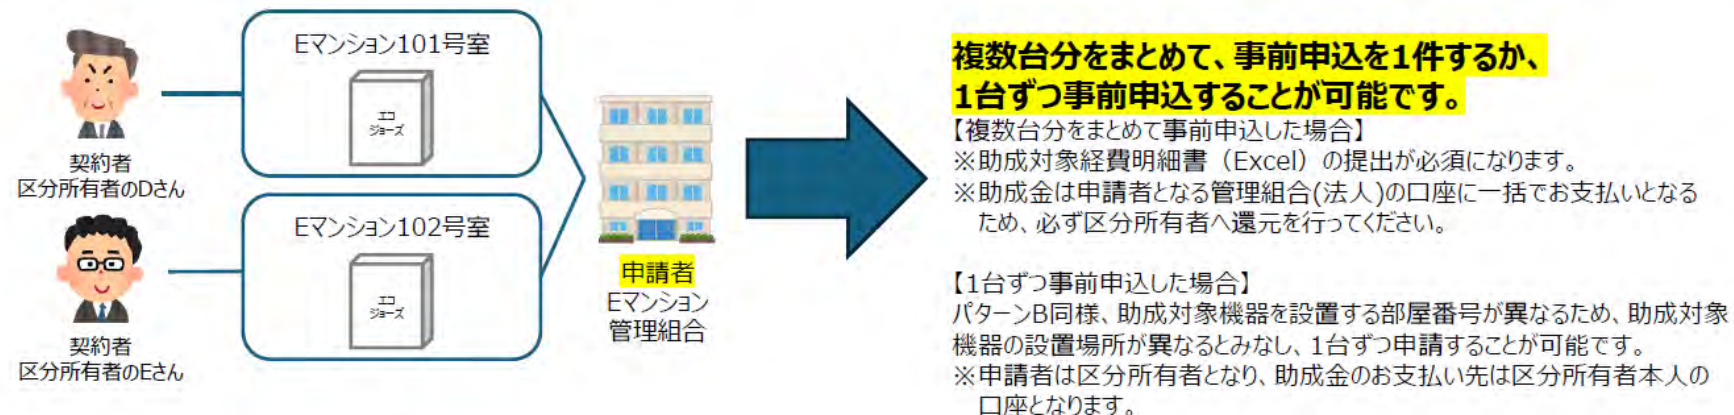 Eマンション101号室
エコ
ジョーズ
契約者
区分所有者のDさん
Eマンション102号室
エコ
ジョーズ
契約者
区分所有者のEさん
申請者
Eマンション
管理組合
複数台分をまとめて、事前申込を1件するか、
1台ずつ事前申込することが可能です。
【複数台分をまとめて事前申込した場合】
※助成対象経費明細書（Excel）の提出が必須になります。
※助成金は申請者となる管理組合(法人)の口座に一括でお支払いとなる
ため、必ず区分所有者へ還元を行ってください。
【1台ずつ事前申込した場合】
パターンB同様、助成対象機器を設置する部屋番号が異なるため、助成対象
機器の設置場所が異なるとみなし、1台ずつ申請することが可能です。
※申請者は区分所有者となり、助成金のお支払い先は区分所有者本人の
口座となります。